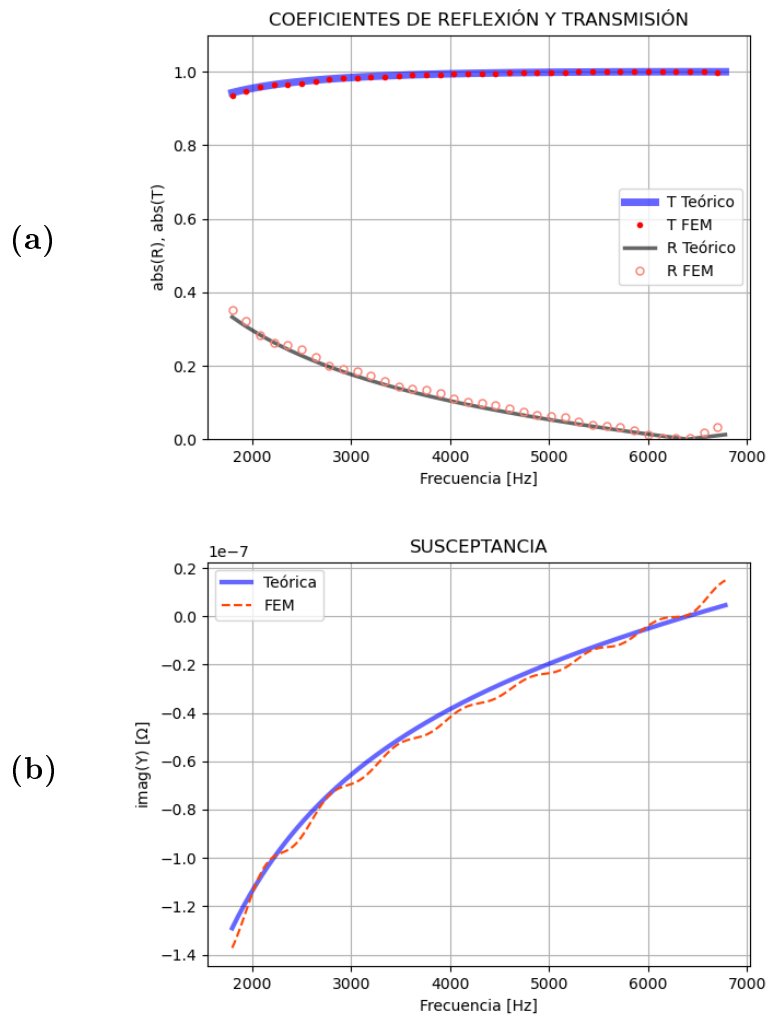 COEFICIENTES DE REFLEXIÓN Y TRANSMISIÓN
(a)
abs(R), abs(T)
1.0
0.8
0.6
0.4
0.2
0.0
T Teórico
T FEM
R Teórico
R FEM
2000 3000 4000 5000 6000 7000
Frecuencia [Hz]
SUSCEPTANCIA
1e−7
(b)
imag(Y) [Ω]
0.2
0.0
−0.2
−0.4
−0.6
−0.8
−1.0
−1.2
−1.4
Teórica
FEM
2000 3000 4000 5000 6000 7000
Frecuencia [Hz]